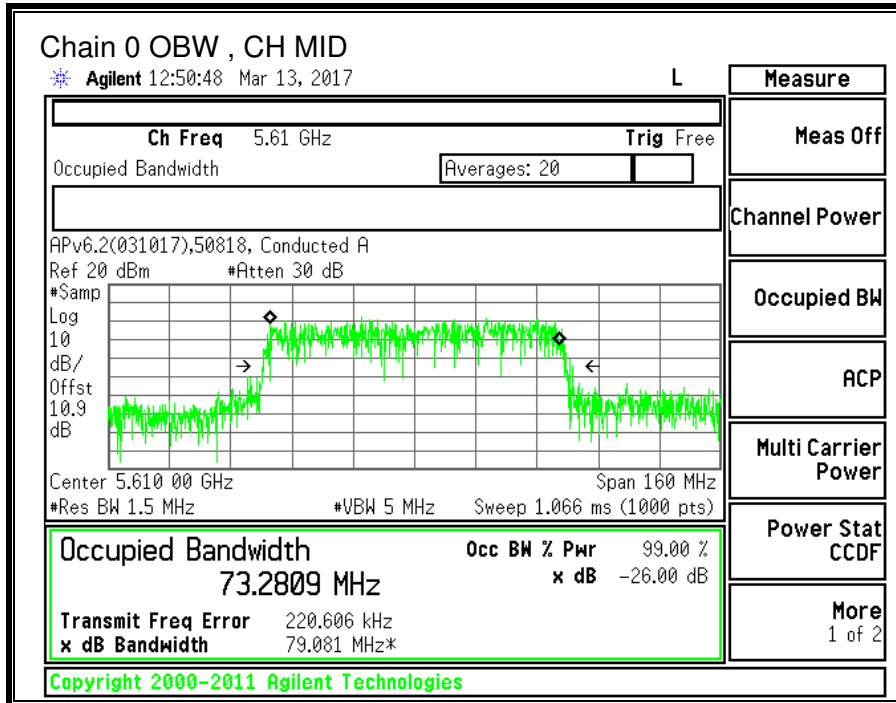 Chain 0 OBW , CH MID
Agilent 12:50:48 Mar 13, 2017 L
Measure
Ch Freq 5.61 GHz Trig Free
Meas Off
Occupied Bandwidth Averages: 20
Channel Power
APv6.2(031017),50818, Conducted A
Ref 20 dBm #Atten 30 dB
#Samp
Log
10
dB/
Offst
10.9
dB
Occupied BW
ACP
Center 5.610 00 GHz Span 160 MHz
#Res BW 1.5 MHz #VBW 5 MHz Sweep 1.066 ms (1000 pts)
Multi Carrier
Power
Occupied Bandwidth Occ BW % Pwr 99.00 %
73.2809 MHz x dB -26.00 dB
Power Stat
CCDF
Transmit Freq Error 220.606 kHz
x dB Bandwidth 79.081 MHz*
More
1 of 2
Copyright 2000-2011 Agilent Technologies